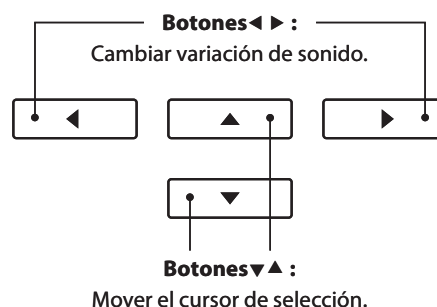 Botones◀ ▶ :
Cambiar variación de sonido.
◀ ▲ ▶
▼
Botones▼▲ :
Mover el cursor de selección.